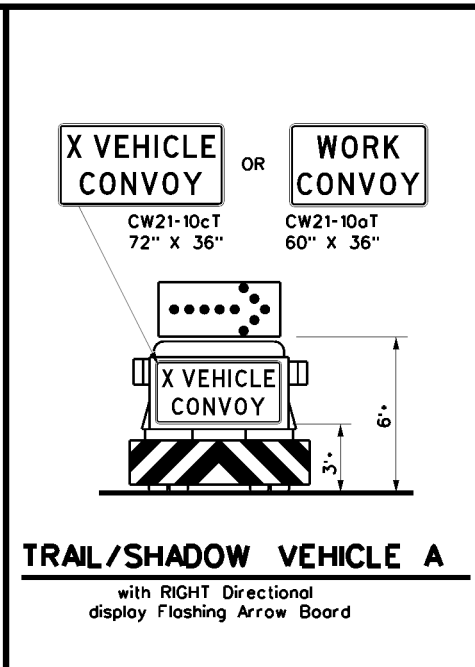 X VEHICLE
CONVOY
OR
WORK
CONVOY
CW21-10cT
72" X 36"
CW21-10aT
60" X 36"
X VEHICLE
CONVOY
6'+
3'+
TRAIL/SHADOW VEHICLE A
with RIGHT Directional
display Flashing Arrow Board